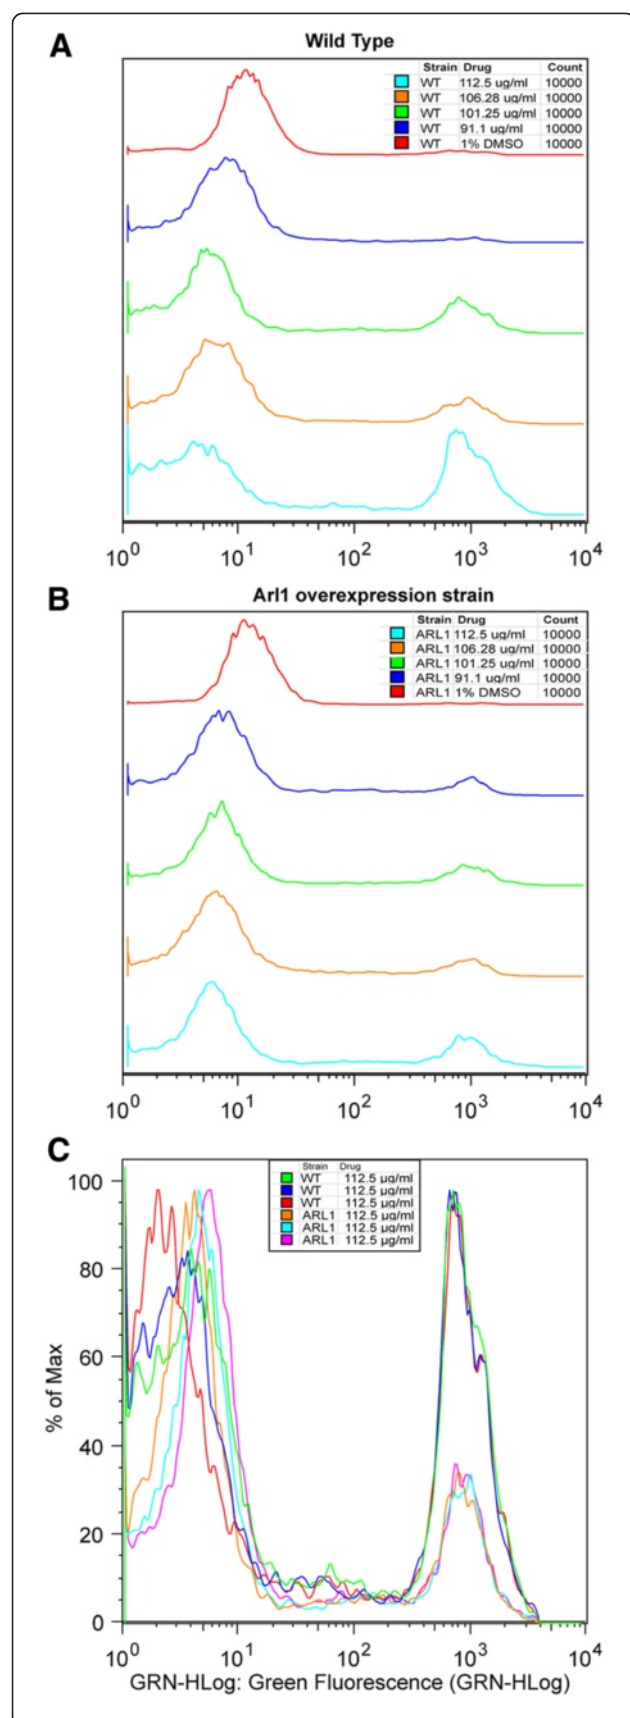 A
Wild Type
Strain Drug Count
WT 112.5 ug/ml 10000
WT 106.28 ug/ml 10000
WT 101.25 ug/ml 10000
WT 91.1 ug/ml 10000
WT 1% DMSO 10000
10^0 10^1 10^2 10^3 10^4
B
Arl1 overexpression strain
Strain Drug Count
ARL1 112.5 ug/ml 10000
ARL1 106.28 ug/ml 10000
ARL1 101.25 ug/ml 10000
ARL1 91.1 ug/ml 10000
ARL1 1% DMSO 10000
10^0 10^1 10^2 10^3 10^4
C
Strain Drug
WT 112.5 µg/ml
WT 112.5 µg/ml
WT 112.5 µg/ml
ARL1 112.5 µg/ml
ARL1 112.5 µg/ml
ARL1 112.5 µg/ml
100
80
60
40
20
0
% of Max
10^0 10^1 10^2 10^3 10^4
GRN-HLog: Green Fluorescence (GRN-HLog)